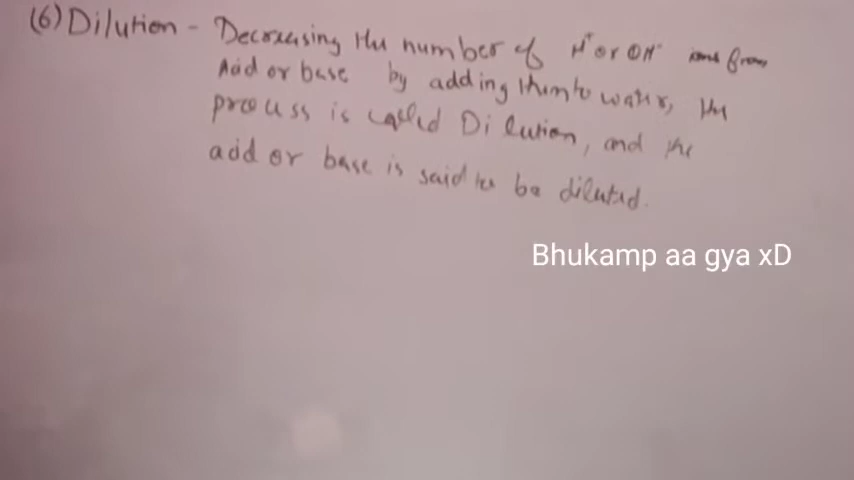 (6) Dilution - Decreasing the number of H⁺ or OH⁻ ions from
Acid or base by adding them to water, the
process is called Dilution, and the
acid or base is said to be diluted.
Bhukamp aa gya xD